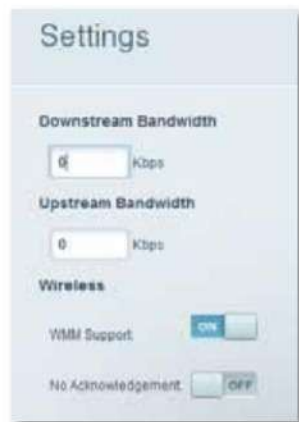 Settings
Downstream Bandwidth
0 Kbps
Upstream Bandwidth
0 Kbps
Wireless
WMM Support ON
No Acknowledgement OFF